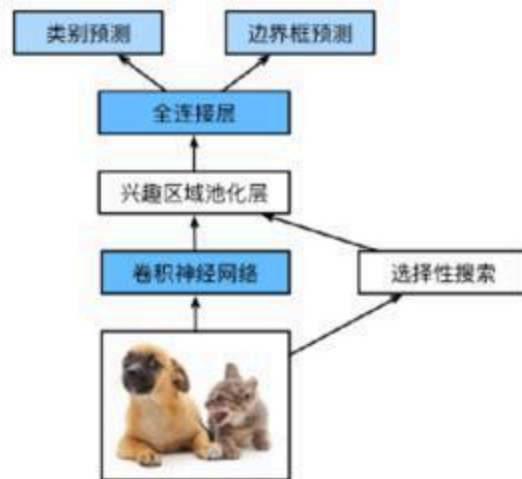 类别预测
边界框预测
全连接层
兴趣区域池化层
卷积神经网络
选择性搜索